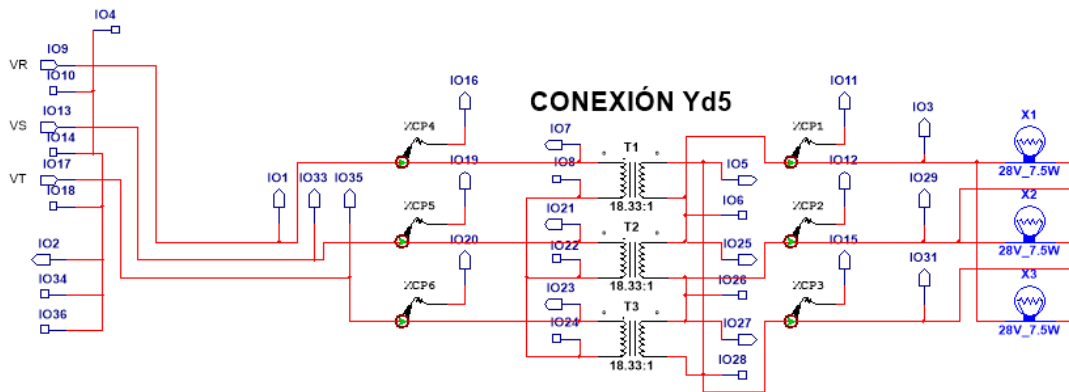 IO4
IO9
VR
IO10
IO16
IO11
CONEXIÓN Yd5
IO3
X1
VS
IO13
IO14
XCP4
IO7
T1
XCP1
IO17
IO8
IO5
28V_7.5W
VT
IO19
IO12
IO29
IO18
IO1
IO33
IO35
18.33:1
IO6
X2
XCP5
IO21
T2
XCP2
IO2
IO20
IO22
IO25
IO15
28V_7.5W
IO31
IO34
18.33:1
IO26
X3
IO36
XCP6
IO23
T3
XCP3
IO24
IO27
28V_7.5W
18.33:1
IO28